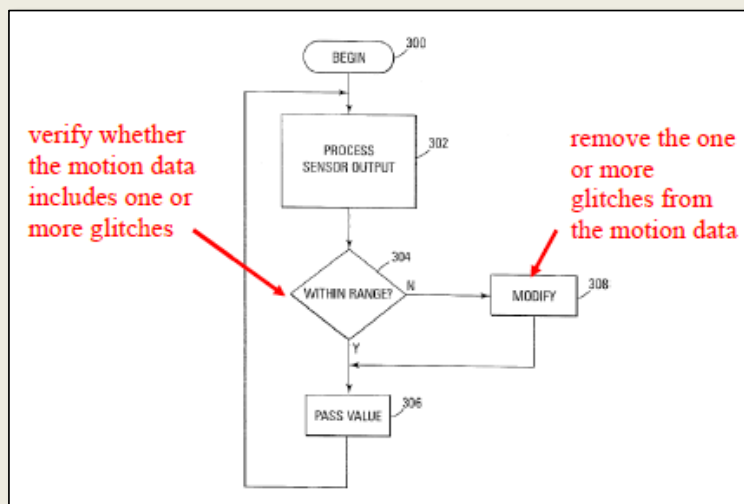 300
BEGIN
verify whether
the motion data
includes one or
more glitches
PROCESS
SENSOR OUTPUT
302
remove the one
or more
glitches from
the motion data
304
WITHIN RANGE?
N
MODIFY
308
Y
PASS VALUE
306